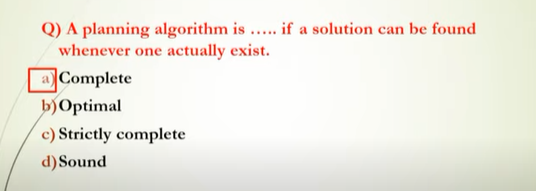 Q) A planning algorithm is ..... if a solution can be found
whenever one actually exist.
a) Complete
b) Optimal
c) Strictly complete
d) Sound